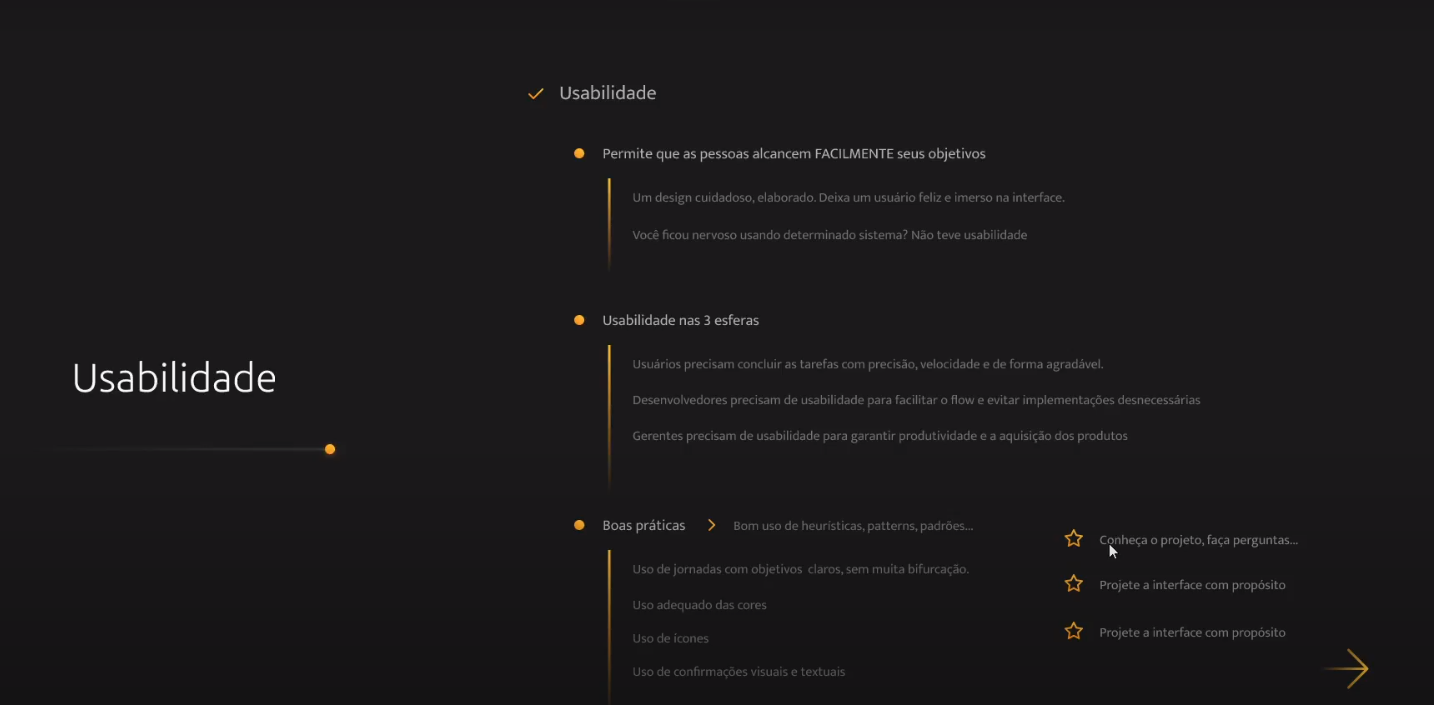 Usabilidade
Usabilidade
Permite que as pessoas alcancem FACILMENTE seus objetivos
Um design cuidadoso, elaborado. Deixa um usuário feliz e imerso na interface.
Você ficou nervoso usando determinado sistema? Não teve usabilidade
Usabilidade nas 3 esferas
Usuários precisam concluir as tarefas com precisão, velocidade e de forma agradável.
Desenvolvedores precisam de usabilidade para facilitar o flow e evitar implementações desnecessárias
Gerentes precisam de usabilidade para garantir produtividade e a aquisição dos produtos
Boas práticas
Bom uso de heurísticas, patterns, padrões...
Uso de jornadas com objetivos claros, sem muita bifurcação.
Uso adequado das cores
Uso de ícones
Uso de confirmações visuais e textuais
Conheça o projeto, faça perguntas...
Projete a interface com propósito
Projete a interface com propósito